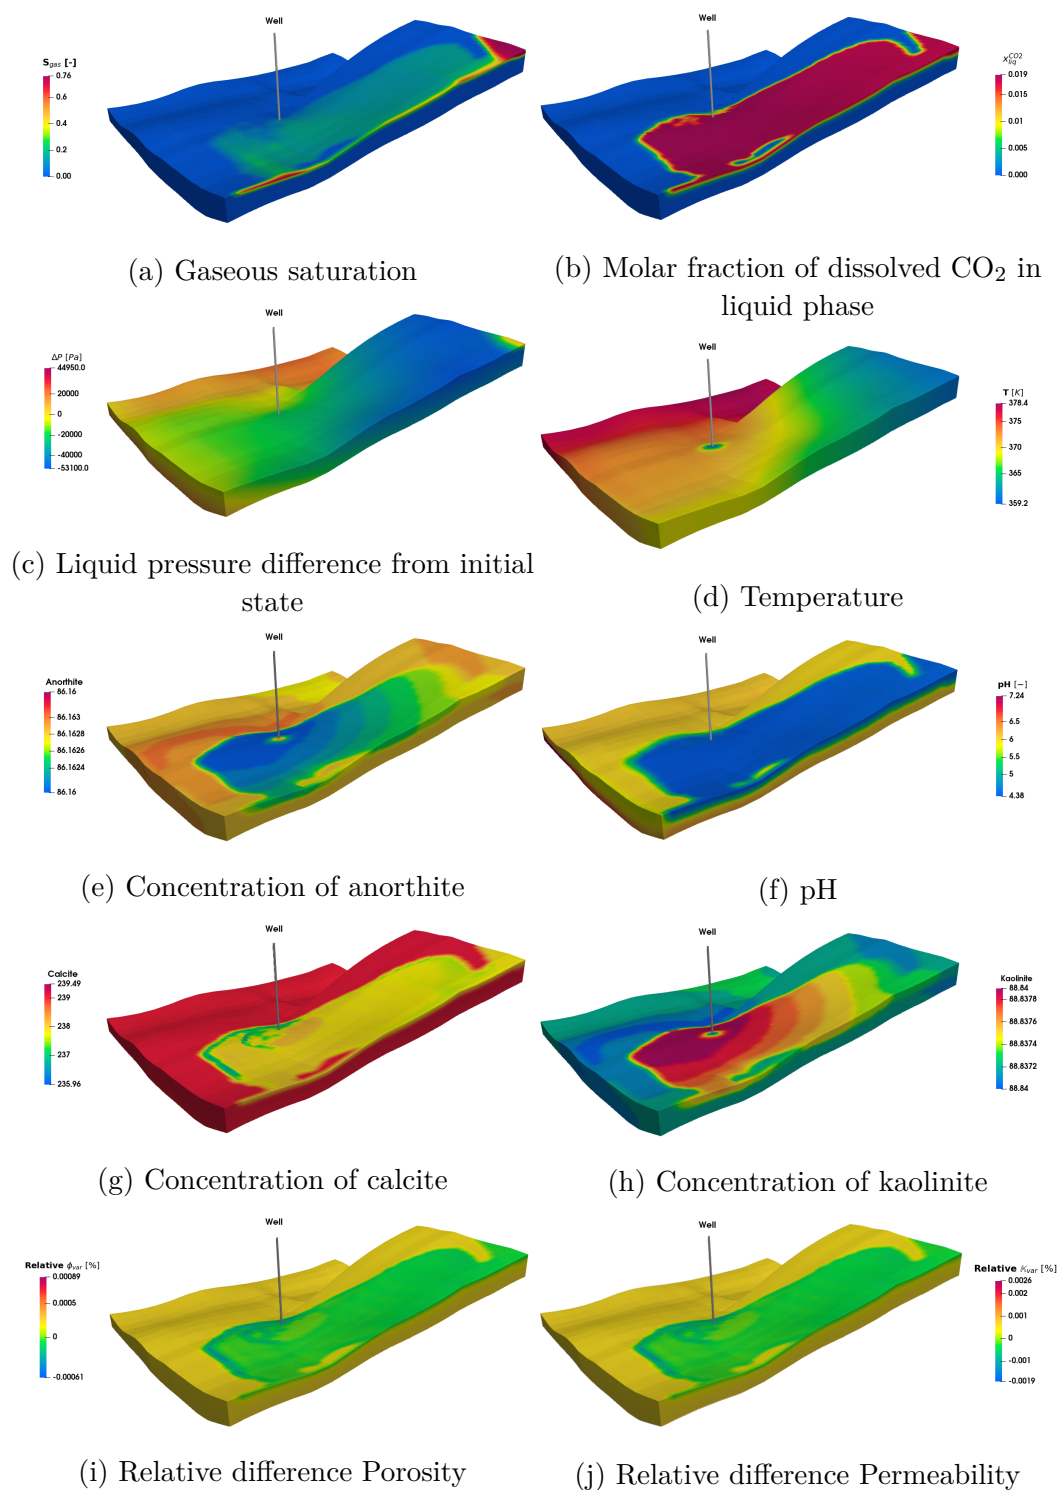 Well
S_gas [-]
0.76
0.6
0.4
0.2
0.00
(a) Gaseous saturation
Well
x_liq^CO2
0.019
0.015
0.01
0.005
0.000
(b) Molar fraction of dissolved CO₂ in
liquid phase
Well
ΔP [Pa]
44950.0
20000
0
-20000
-40000
-53100.0
(c) Liquid pressure difference from initial
state
Well
T [K]
378.4
375
370
365
359.2
(d) Temperature
Well
Anorthite
86.16
86.163
86.1628
86.1626
86.1624
86.16
(e) Concentration of anorthite
Well
pH [−]
7.24
6.5
6
5.5
5
4.38
(f) pH
Well
Calcite
239.49
239
238
237
235.96
(g) Concentration of calcite
Well
Kaolinite
88.84
88.8378
88.8376
88.8374
88.8372
88.84
(h) Concentration of kaolinite
Well
Relative ϕ_var [%]
0.00089
0.0005
0
-0.00061
(i) Relative difference Porosity
Well
Relative 𝕂_var [%]
0.0026
0.002
0.001
0
-0.001
-0.0019
(j) Relative difference Permeability